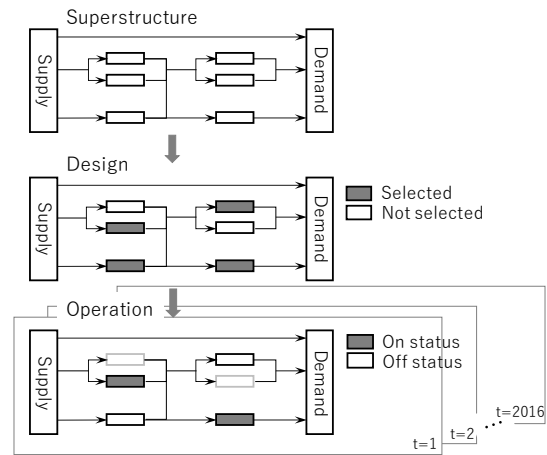 Superstructure
Supply
Demand
Design
Supply
Demand
Selected
Not selected
Operation
Supply
Demand
On status
Off status
t=1
t=2
t=2016